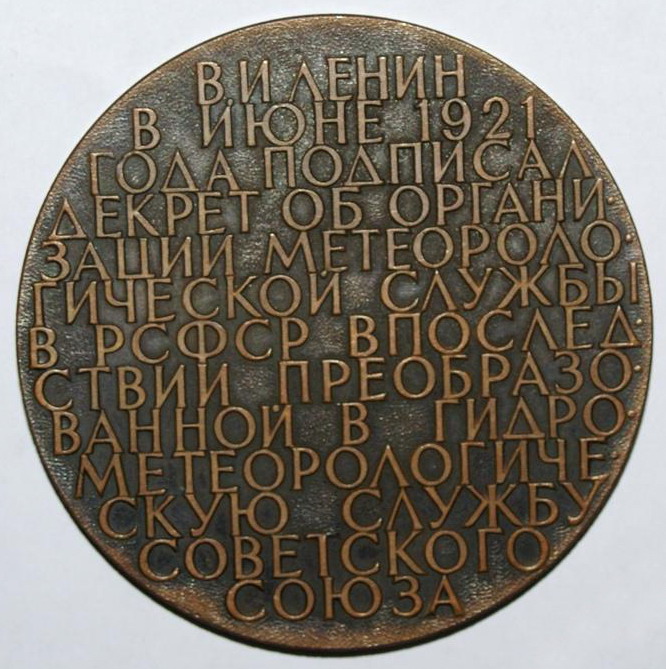 В.И ЛЕНИН
В ИЮНЕ 1921
ГОДА ПОДПИСАЛ
ДЕКРЕТ ОБ ОРГАНИ·
ЗАЦИИ МЕТЕОРОЛО·
ГИЧЕСКОЙ СЛУЖБЫ
В РСФСР ВПОСЛЕД
СТВИИ ПРЕОБРАЗО·
ВАННОЙ В ГИДРО·
МЕТЕОРОЛОГИЧЕ·
СКУЮ СЛУЖБУ
СОВЕТСКОГО
СОЮЗА